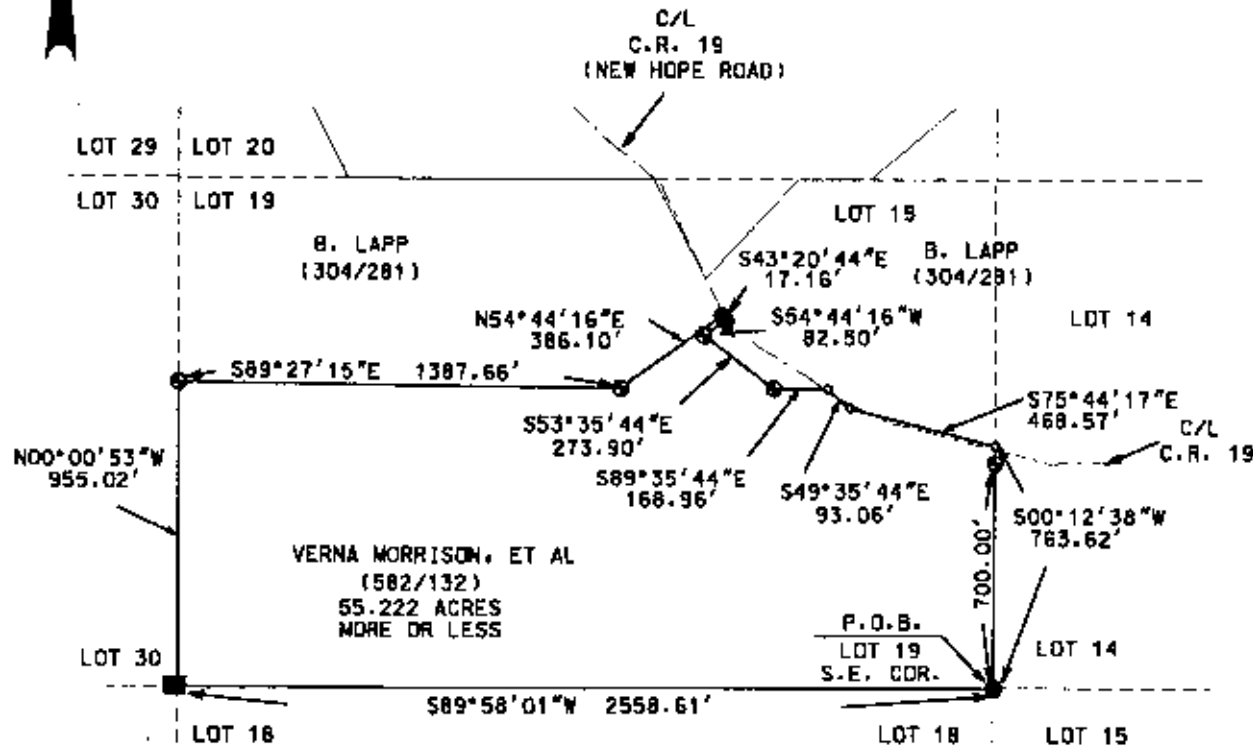 C/L
C.R. 19
(NEW HOPE ROAD)
LOT 29
LOT 20
LOT 30
LOT 19
LOT 19
B. LAPP
(304/281)
S43°20'44"E
17.16'
B. LAPP
(304/281)
N54°44'16"E
386.10'
S54°44'16"W
82.50'
LOT 14
S89°27'15"E 1387.66'
S53°35'44"E
273.90'
S75°44'17"E
468.57'
C/L
C.R. 19
N00°00'53"W
955.02'
S89°35'44"E
168.96'
S49°35'44"E
93.06'
S00°12'38"W
763.62'
700.00'
VERNA MORRISON, ET AL
(582/132)
55.222 ACRES
MORE OR LESS
P.O.B.
LOT 19
S.E. COR.
LOT 30
LOT 14
S89°58'01"W 2558.61'
LOT 18
LOT 18
LOT 15